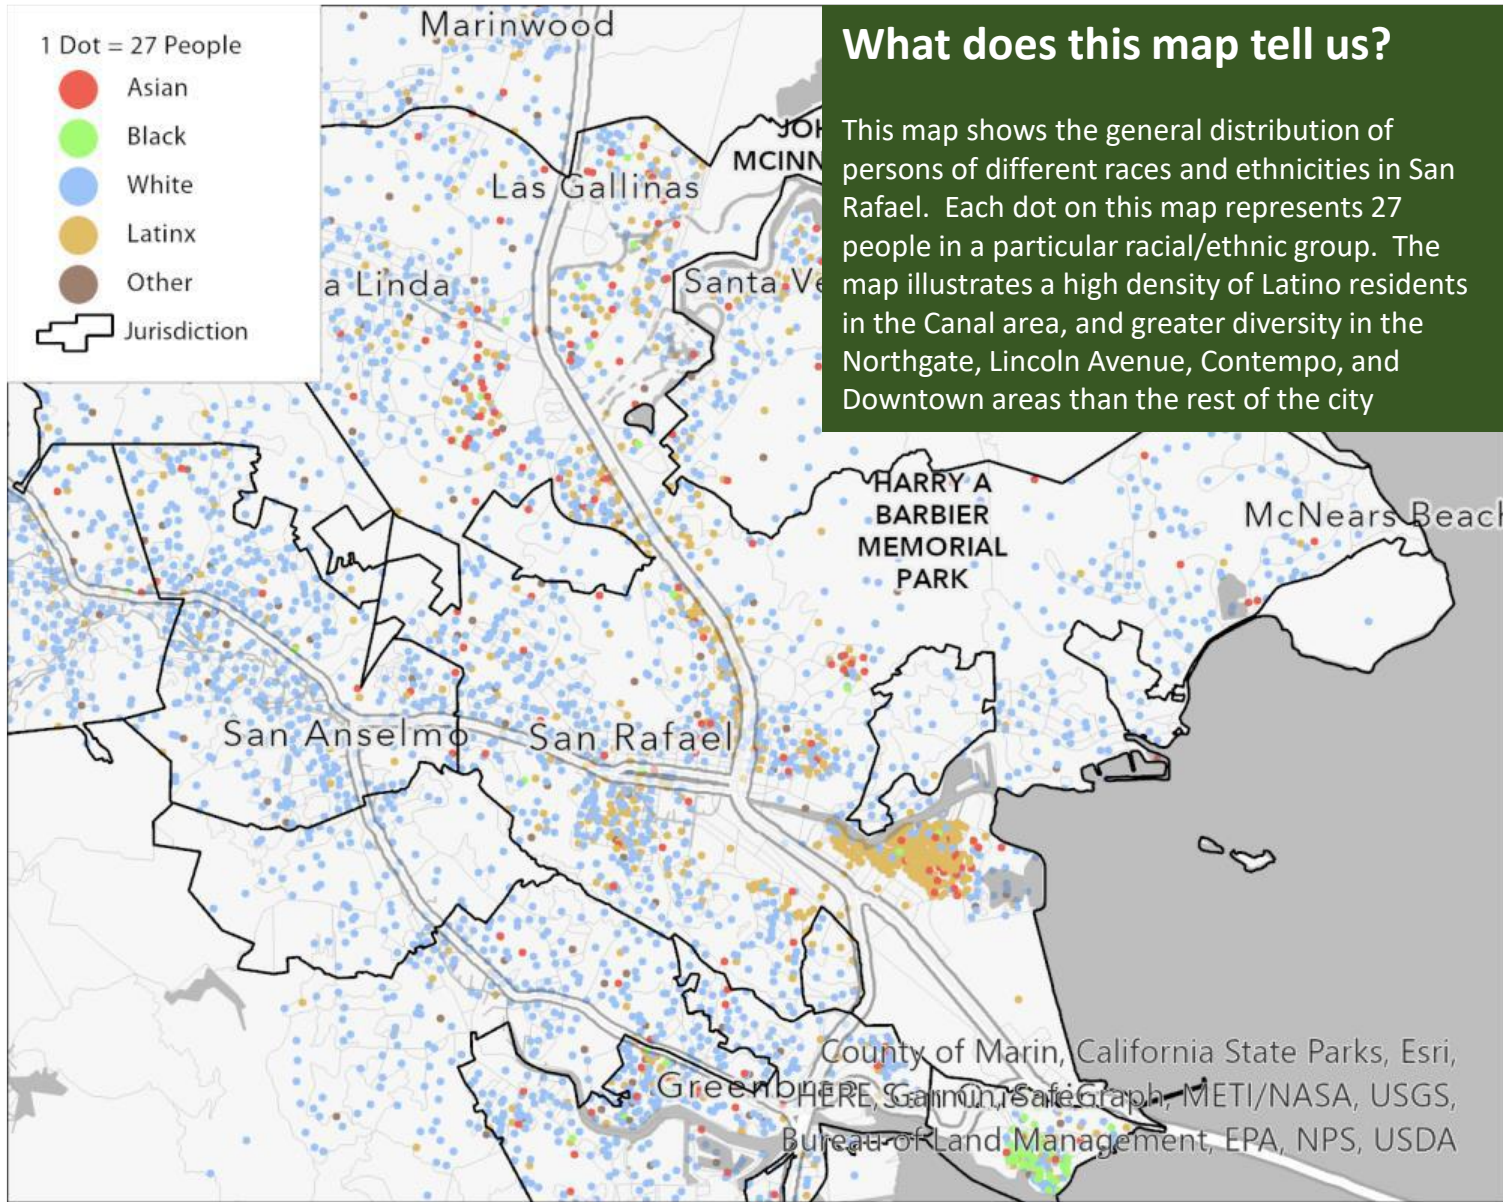 1 Dot = 27 People
Asian
Black
White
Latinx
Other
Jurisdiction
What does this map tell us?
This map shows the general distribution of
persons of different races and ethnicities in San
Rafael.  Each dot on this map represents 27
people in a particular racial/ethnic group.  The
map illustrates a high density of Latino residents
in the Canal area, and greater diversity in the
Northgate, Lincoln Avenue, Contempo, and
Downtown areas than the rest of the city
Marinwood
JOH
MCINN
Las Gallinas
a Linda
Santa Ve
HARRY A
BARBIER
MEMORIAL
PARK
McNears Beach
San Anselmo
San Rafael
Greenbrae
County of Marin, California State Parks, Esri,
HERE, Garmin, SafeGraph, METI/NASA, USGS,
Bureau of Land Management, EPA, NPS, USDA